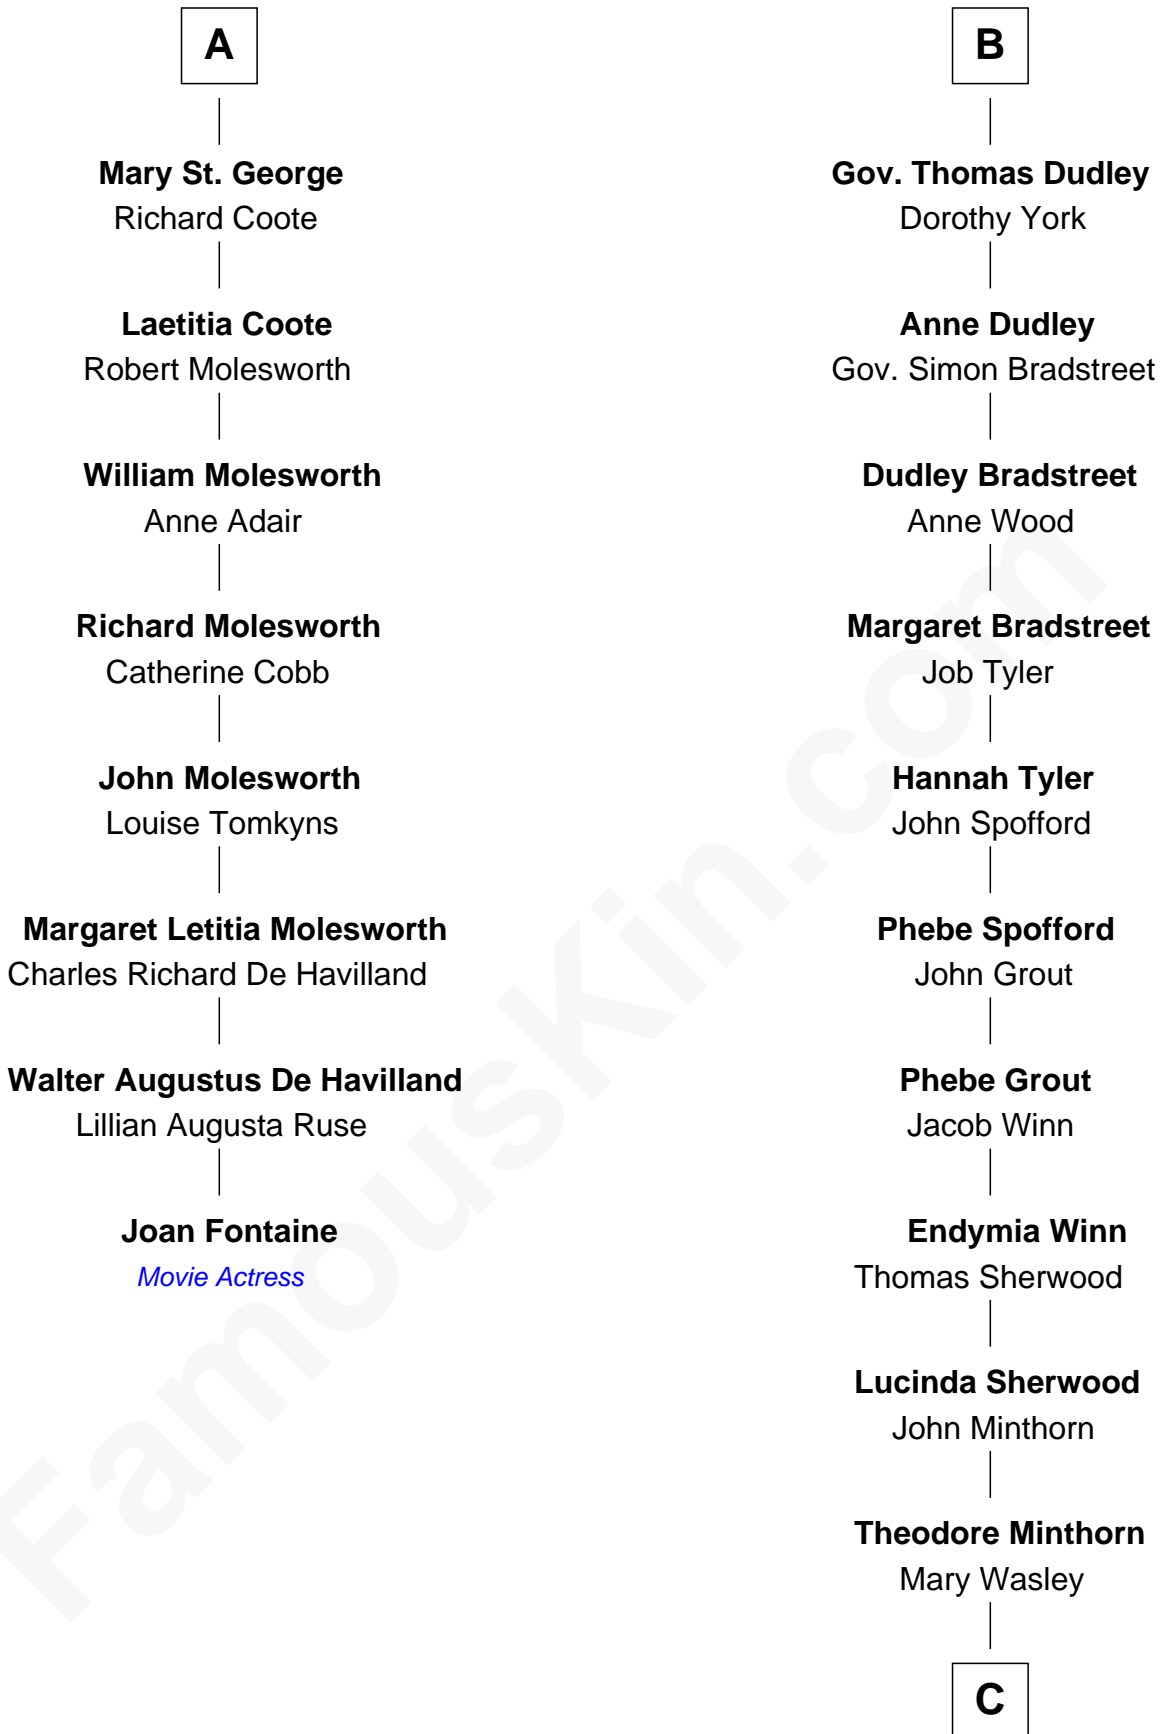 A
Mary St. George
Richard Coote
Laetitia Coote
Robert Molesworth
William Molesworth
Anne Adair
Richard Molesworth
Catherine Cobb
John Molesworth
Louise Tomkyns
Margaret Letitia Molesworth
Charles Richard De Havilland
Walter Augustus De Havilland
Lillian Augusta Ruse
Joan Fontaine
Movie Actress
B
Gov. Thomas Dudley
Dorothy York
Anne Dudley
Gov. Simon Bradstreet
Dudley Bradstreet
Anne Wood
Margaret Bradstreet
Job Tyler
Hannah Tyler
John Spofford
Phebe Spofford
John Grout
Phebe Grout
Jacob Winn
Endymia Winn
Thomas Sherwood
Lucinda Sherwood
John Minthorn
Theodore Minthorn
Mary Wasley
C
FamousKin.com